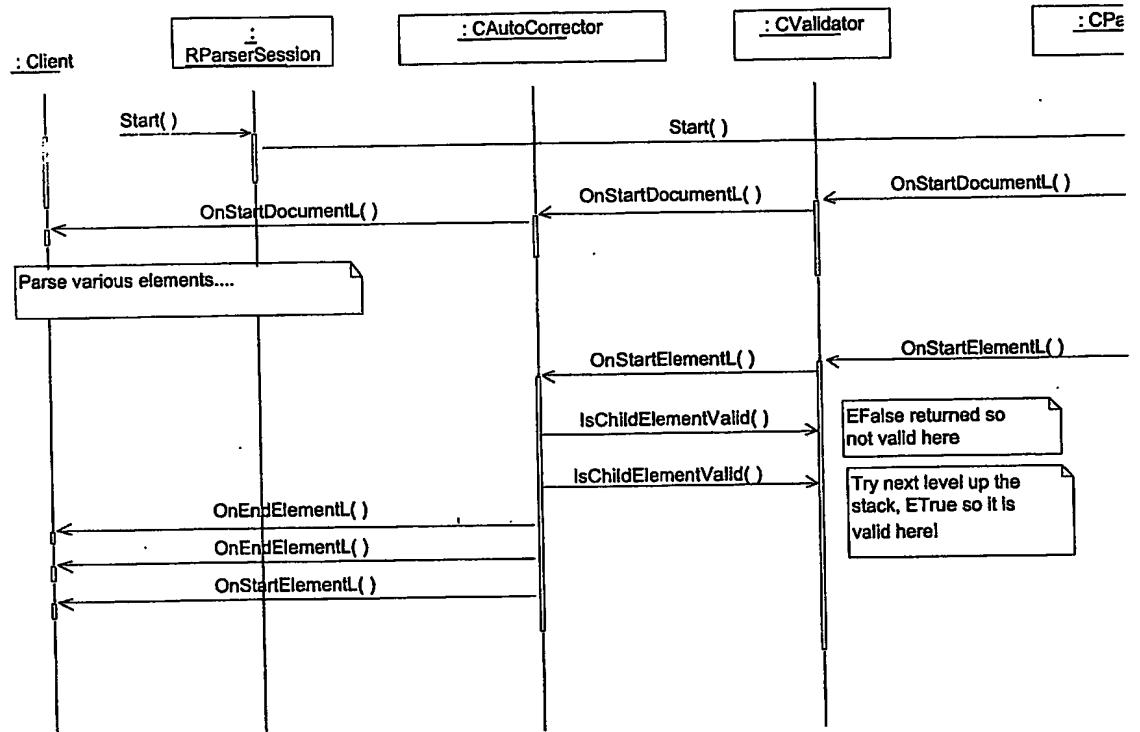 : Client
:
RParserSession
: CAutoCorrector
: CValidator
: CPa
Start( )
Start( )
OnStartDocumentL( )
OnStartDocumentL( )
OnStartDocumentL( )
Parse various elements....
OnStartElementL( )
OnStartElementL( )
IsChildElementValid( )
EFalse returned so
not valid here
IsChildElementValid( )
Try next level up the
stack, ETrue so it is
valid here!
OnEndElementL( )
OnEndElementL( )
OnStartElementL( )